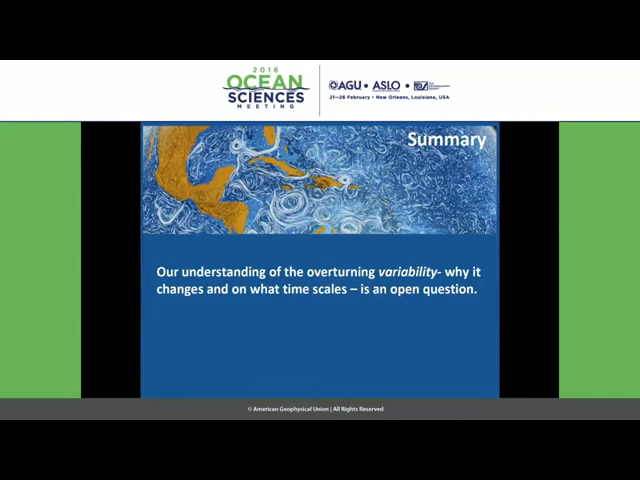 2016
OCEAN
SCIENCES
MEETING
AGU • ASLO •
21–26 February • New Orleans, Louisiana, USA
Summary
Our understanding of the overturning variability- why it
changes and on what time scales – is an open question.
© American Geophysical Union | All Rights Reserved